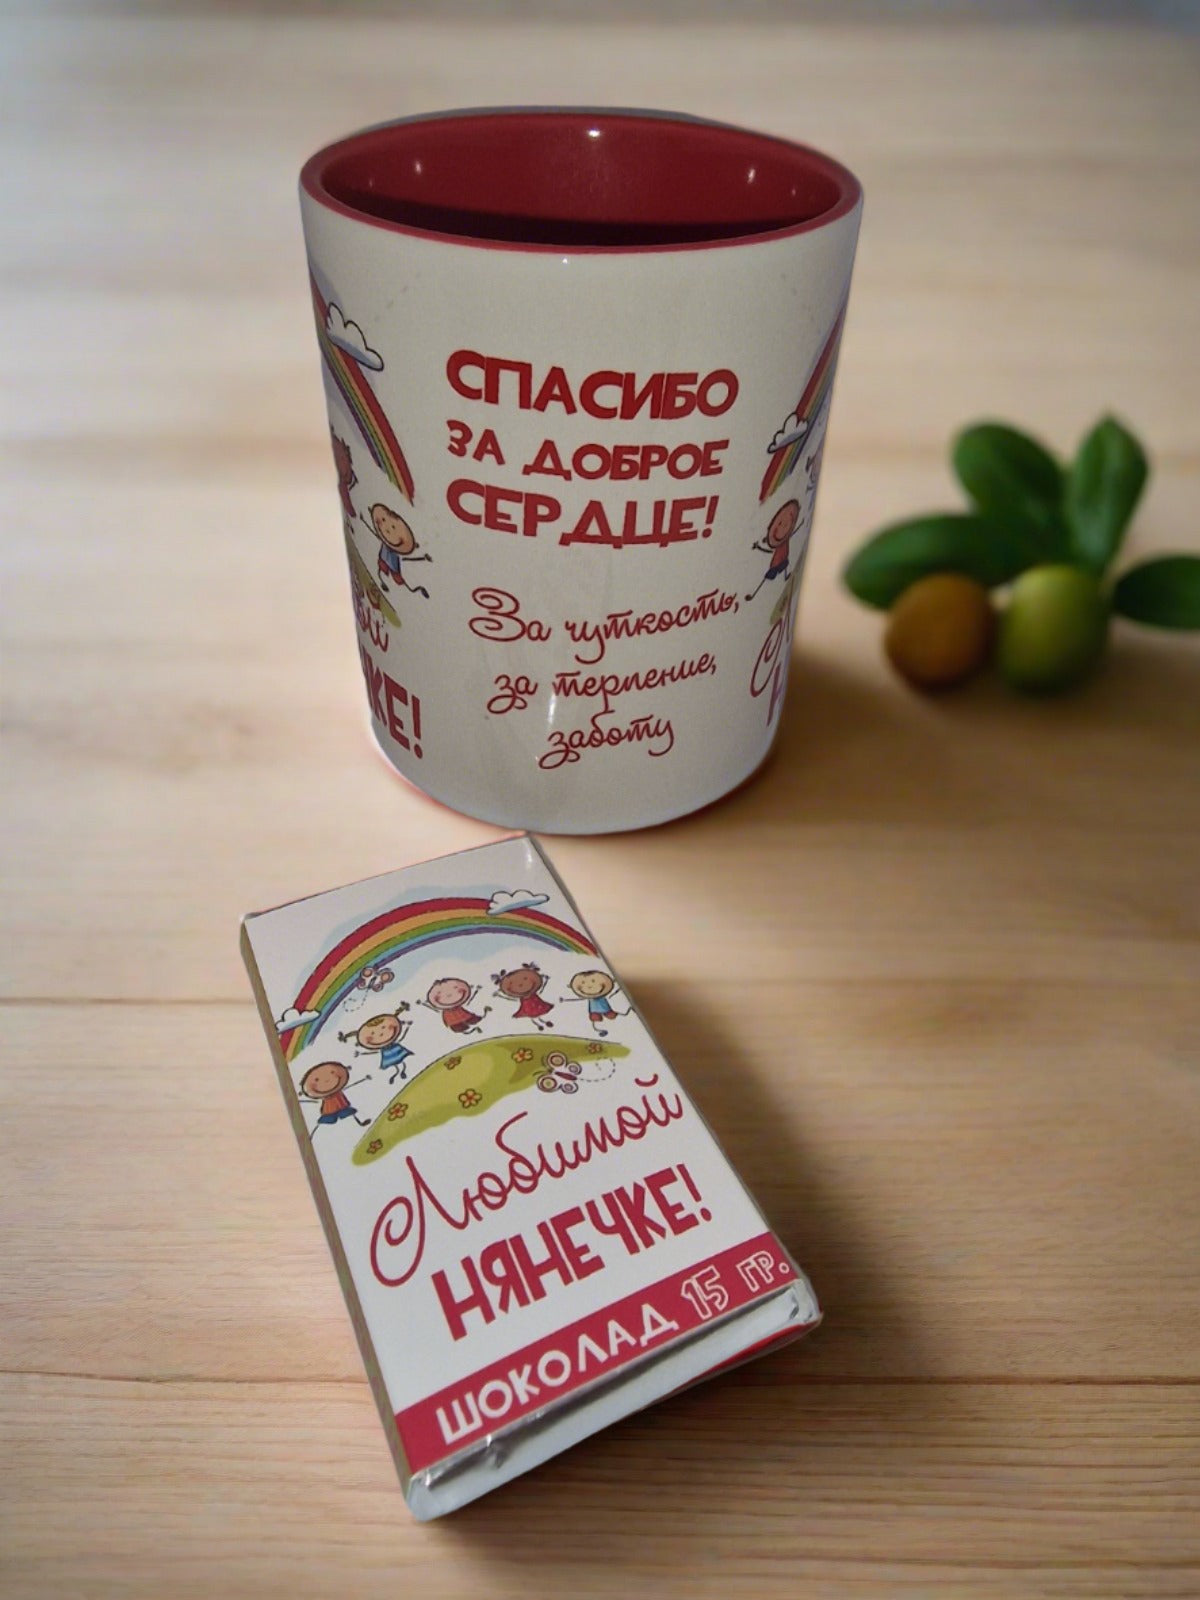 СПАСИБО
ЗА ДОБРОЕ
СЕРДЦЕ!
За чуткость,
за терпение,
заботу
Любимой
НЯНЕЧКЕ!
ШОКОЛАД 15 ГР.